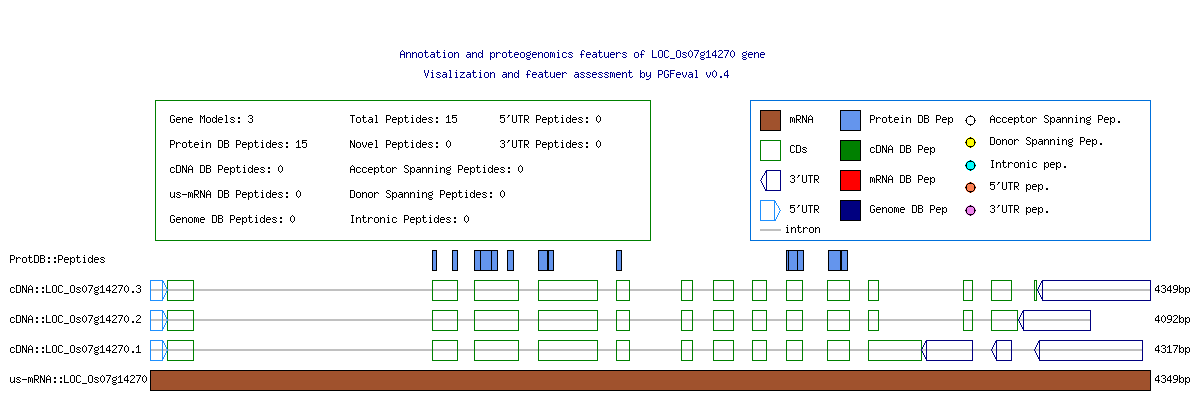 Annotation and proteogenomics featuers of LOC_Os07g14270 gene
Visalization and featuer assessment by PGFeval v0.4
Gene Models: 3 Total Peptides: 15 5'UTR Peptides: 0
Protein DB Peptides: 15 Novel Peptides: 0 3'UTR Peptides: 0
cDNA DB Peptides: 0 Acceptor Spanning Peptides: 0
us-mRNA DB Peptides: 0 Donor Spanning Peptides: 0
Genome DB Peptides: 0 Intronic Peptides: 0
mRNA Protein DB Pep Acceptor Spanning Pep.
CDs cDNA DB Pep Donor Spanning Pep.
3'UTR mRNA DB Pep Intronic pep.
5'UTR Genome DB Pep 5'UTR pep.
intron 3'UTR pep.
ProtDB::Peptides
cDNA::LOC_Os07g14270.3 4349bp
cDNA::LOC_Os07g14270.2 4092bp
cDNA::LOC_Os07g14270.1 4317bp
us-mRNA::LOC_Os07g14270 4349bp